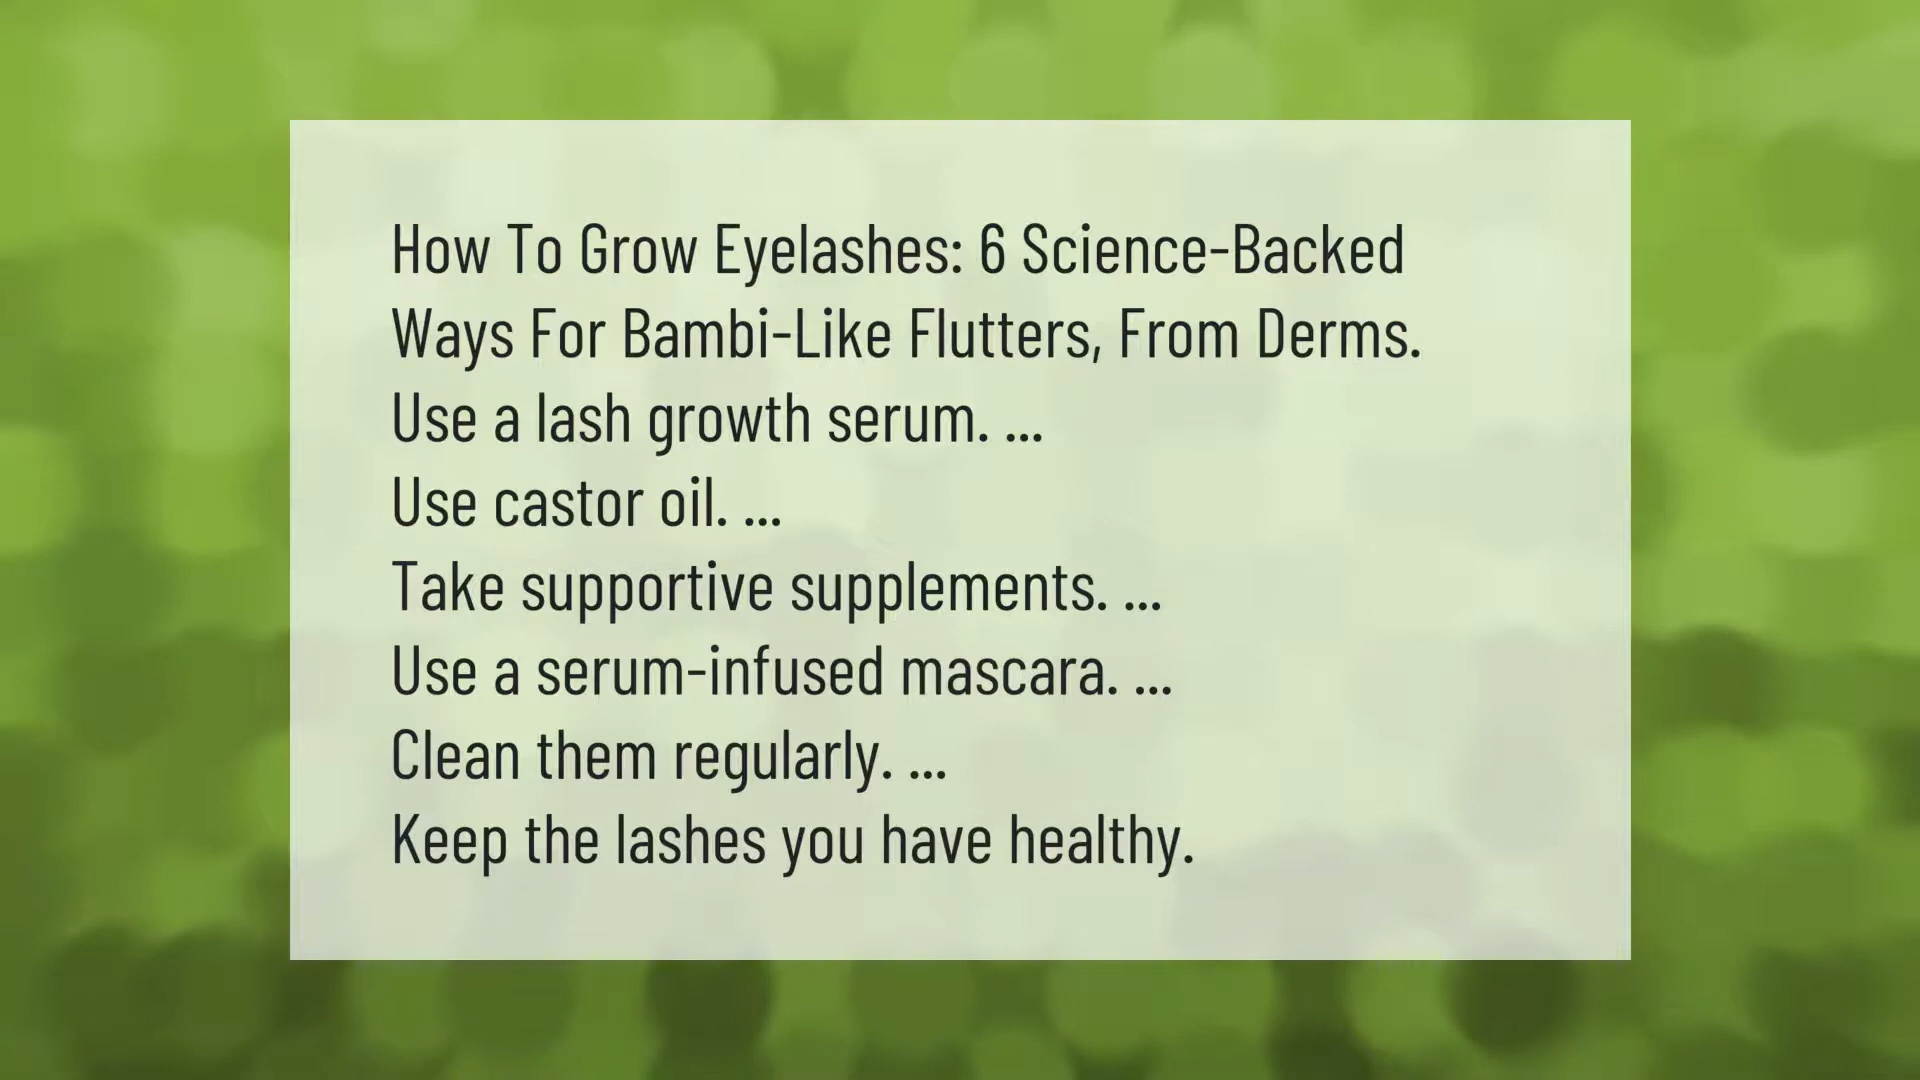 How To Grow Eyelashes: 6 Science-Backed
Ways For Bambi-Like Flutters, From Derms.
Use a lash growth serum. ...
Use castor oil. ...
Take supportive supplements. ...
Use a serum-infused mascara. ...
Clean them regularly. ...
Keep the lashes you have healthy.